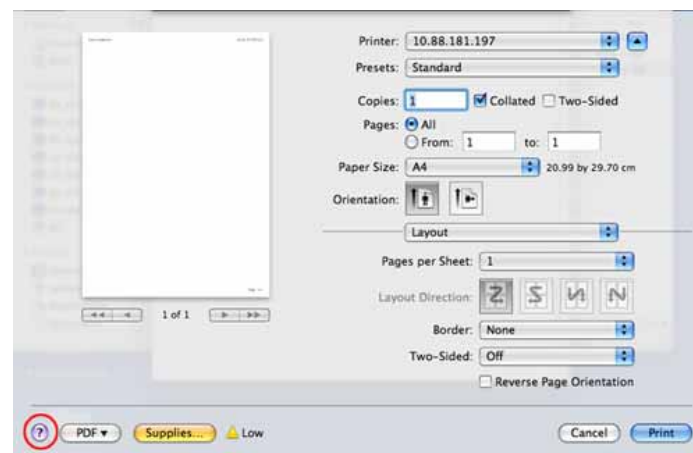 Printer: 10.88.181.197
Presets: Standard
Copies: 1 Collated Two-Sided
Pages: All
From: 1 to: 1
Paper Size: A4 20.99 by 29.70 cm
Orientation:
Layout
Pages per Sheet: 1
Layout Direction:
Border: None
Two-Sided: Off
Reverse Page Orientation
1 of 1
? PDF Supplies... Low Cancel Print